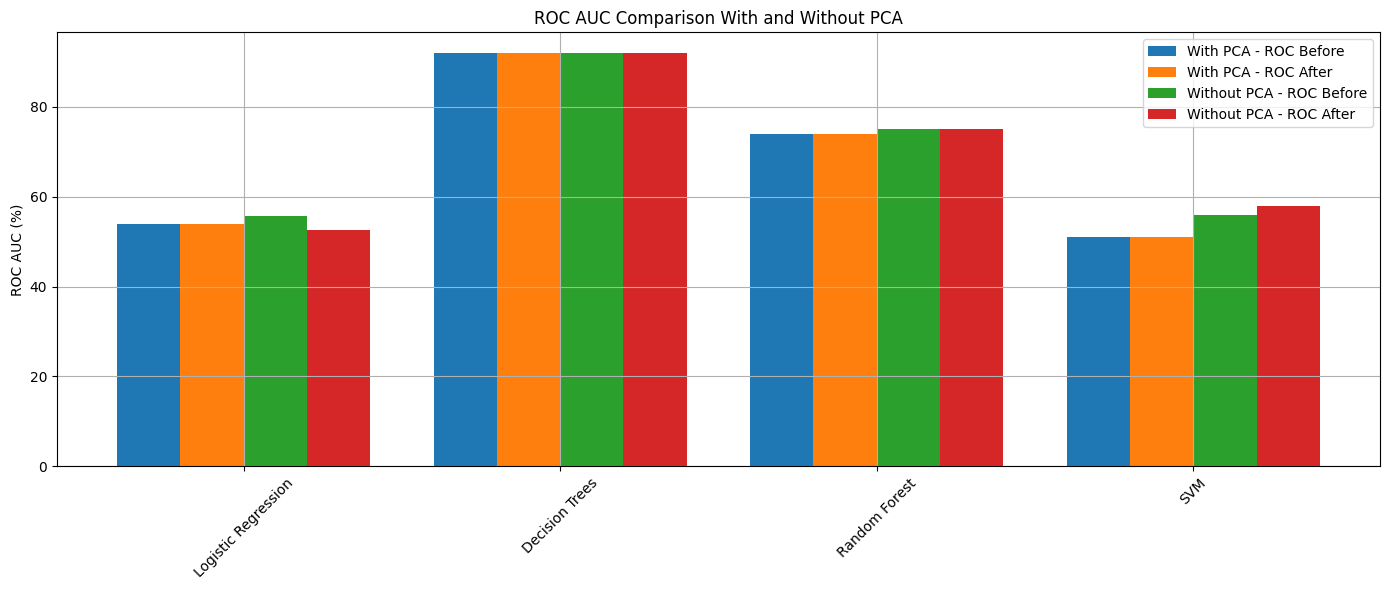 ROC AUC Comparison With and Without PCA
With PCA - ROC Before
With PCA - ROC After
Without PCA - ROC Before
Without PCA - ROC After
ROC AUC (%)
80
60
40
20
0
Logistic Regression
Decision Trees
Random Forest
SVM